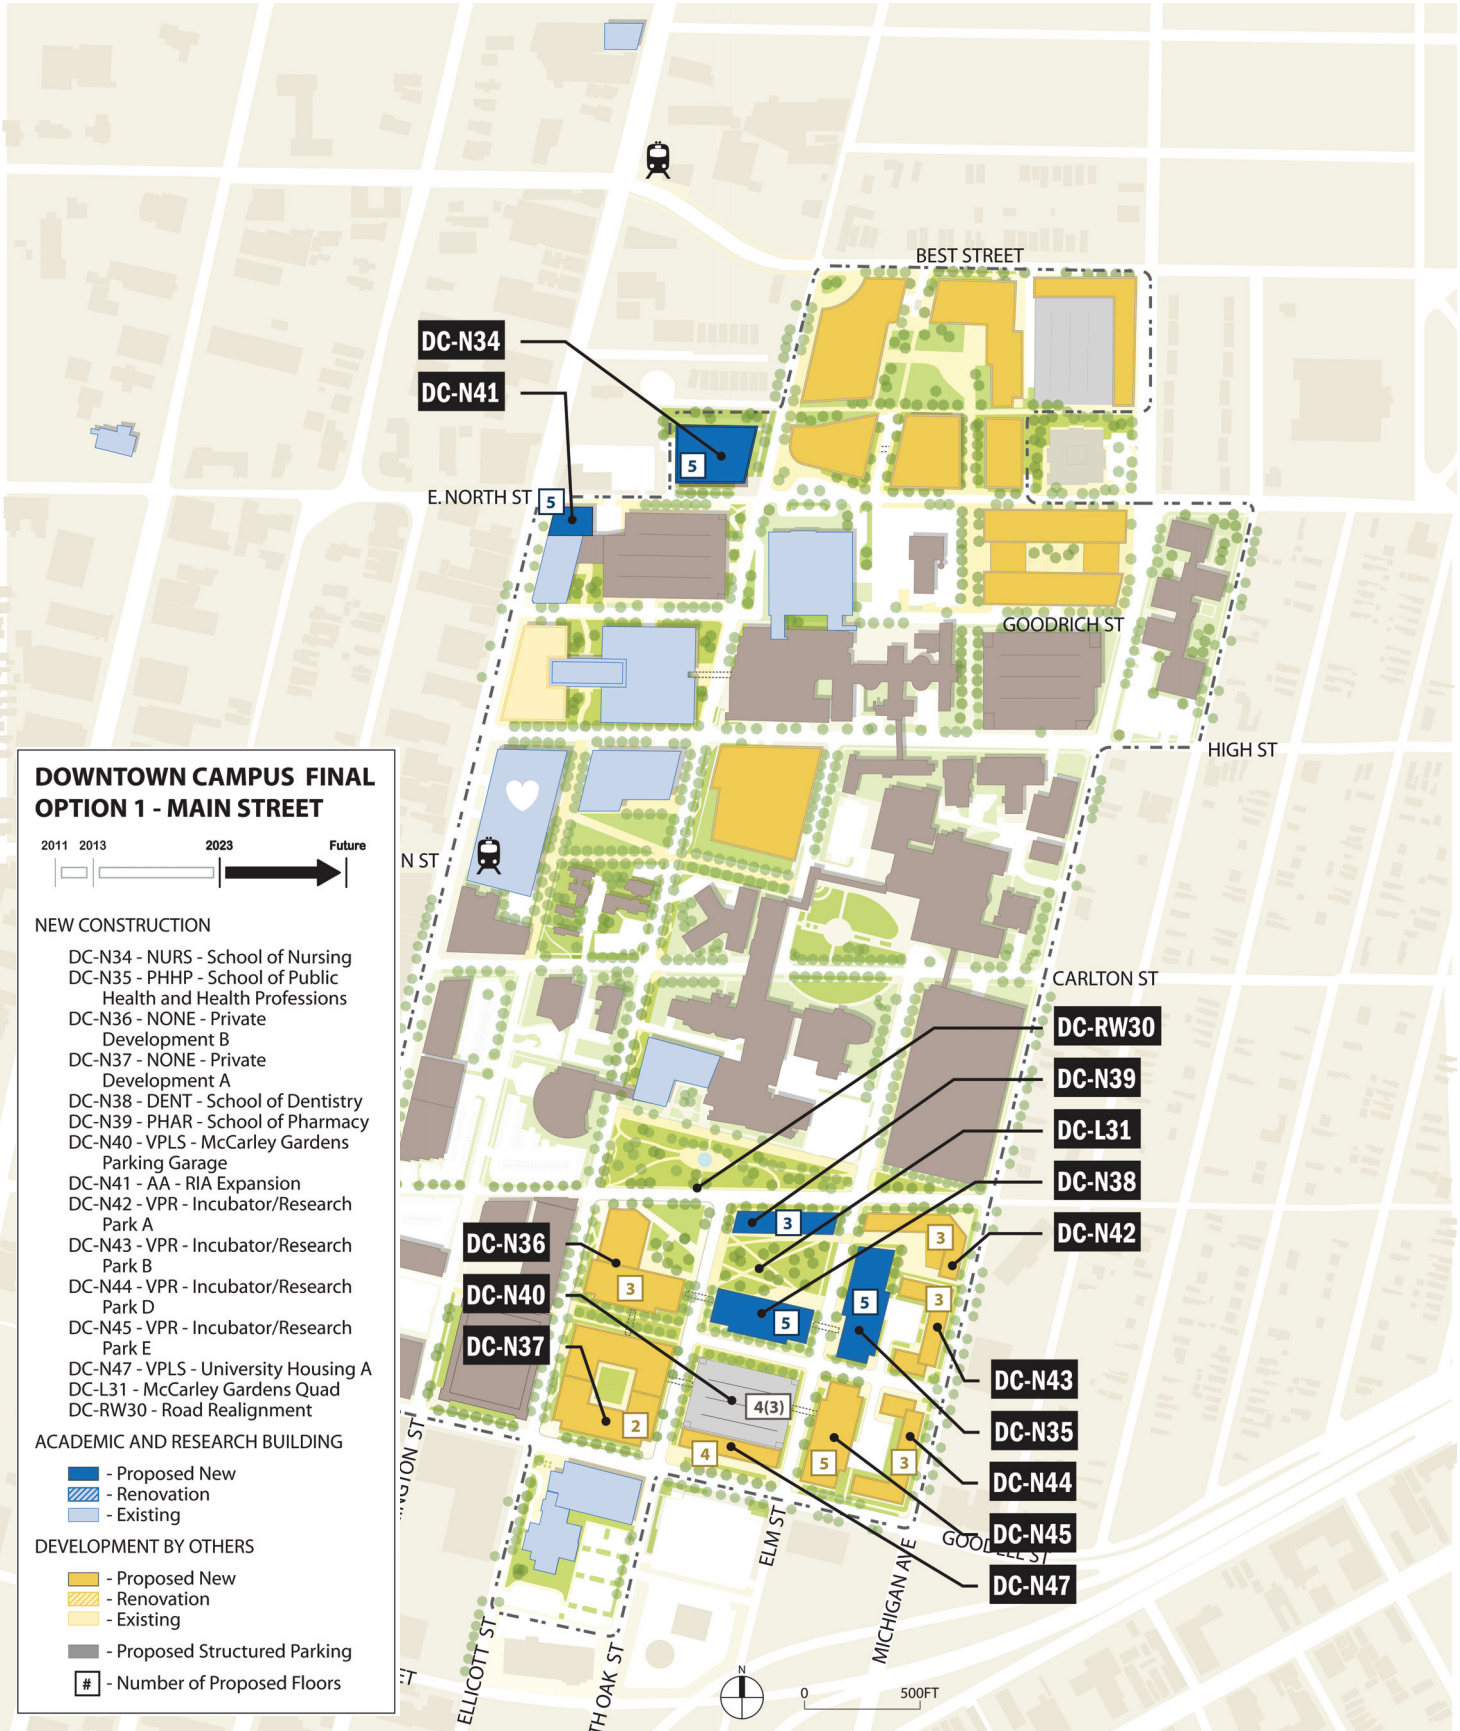 BEST STREET
DC-N34
DC-N41
5
E. NORTH ST
5
GOODRICH ST
HIGH ST
DOWNTOWN CAMPUS FINAL
OPTION 1 - MAIN STREET
2011 2013 2023 Future
N ST
NEW CONSTRUCTION
DC-N34 - NURS - School of Nursing
DC-N35 - PHHP - School of Public
Health and Health Professions
DC-N36 - NONE - Private
Development B
DC-N37 - NONE - Private
Development A
DC-N38 - DENT - School of Dentistry
DC-N39 - PHAR - School of Pharmacy
DC-N40 - VPLS - McCarley Gardens
Parking Garage
DC-N41 - AA - RIA Expansion
DC-N42 - VPR - Incubator/Research
Park A
DC-N43 - VPR - Incubator/Research
Park B
DC-N44 - VPR - Incubator/Research
Park D
DC-N45 - VPR - Incubator/Research
Park E
DC-N47 - VPLS - University Housing A
DC-L31 - McCarley Gardens Quad
DC-RW30 - Road Realignment
ACADEMIC AND RESEARCH BUILDING
- Proposed New
- Renovation
- Existing
DEVELOPMENT BY OTHERS
- Proposed New
- Renovation
- Existing
- Proposed Structured Parking
# - Number of Proposed Floors
CARLTON ST
DC-RW30
DC-N39
DC-L31
DC-N38
DC-N42
3
3
DC-N36
3
5
3
DC-N40
5
DC-N37
DC-N43
4(3)
2
DC-N35
4
5
3
DC-N44
DC-N45
GOODELL ST
DC-N47
NGTON ST
ELM ST
MICHIGAN AVE
ELLICOTT ST
TH OAK ST
ET
N
0 500FT